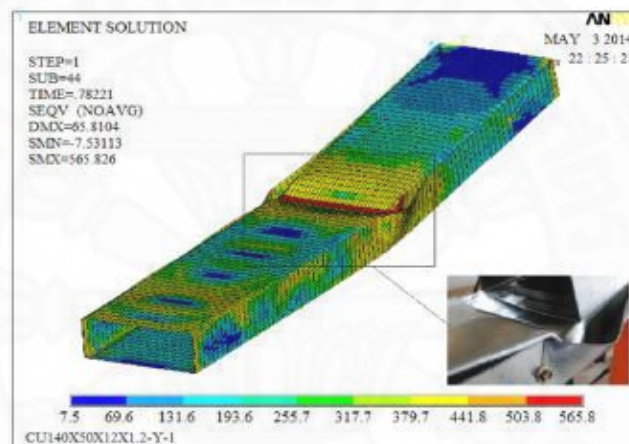 ELEMENT SOLUTION
STEP=1
SUB=44
TIME=.78221
SEQV (NOAVG)
DMX=65.8104
SMN=-7.53113
SMX=565.826
MAY 3 2014
7.5 69.6 131.6 193.6 255.7 317.7 379.7 441.8 503.8 565.8
CU140X50X12X1.2-Y-1